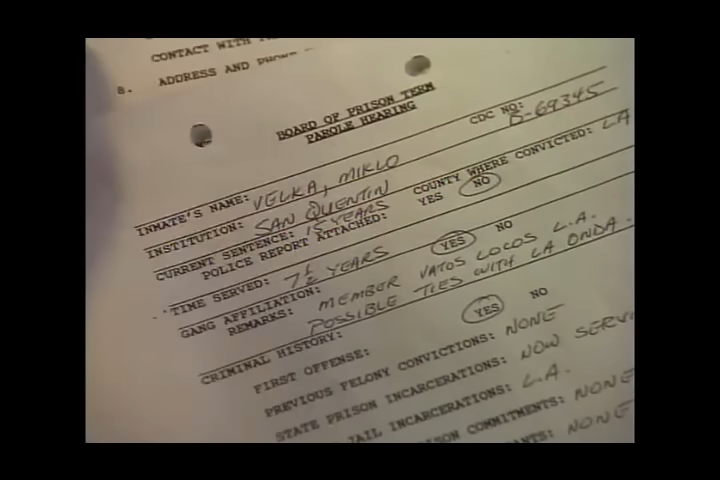 CONTACT WITH
8. ADDRESS AND PHONE
BOARD OF PRISON TERM
PAROLE HEARING
CDC NO: B-69345
INMATE'S NAME: VELKA, MIKLO
INSTITUTION: SAN QUENTIN COUNTY WHERE CONVICTED: LA
CURRENT SENTENCE: 15 YEARS
POLICE REPORT ATTACHED: YES NO
TIME SERVED: 7½ YEARS
GANG AFFILIATION: YES NO
REMARKS: MEMBER VATOS LOCOS L.A.
POSSIBLE TIES WITH LA ONDA.
CRIMINAL HISTORY:
FIRST OFFENSE: YES NO
PREVIOUS FELONY CONVICTIONS: NONE
STATE PRISON INCARCERATIONS: NOW SERVI
JAIL INCARCERATIONS: L.A.
COMMITMENTS: NONE
NONE